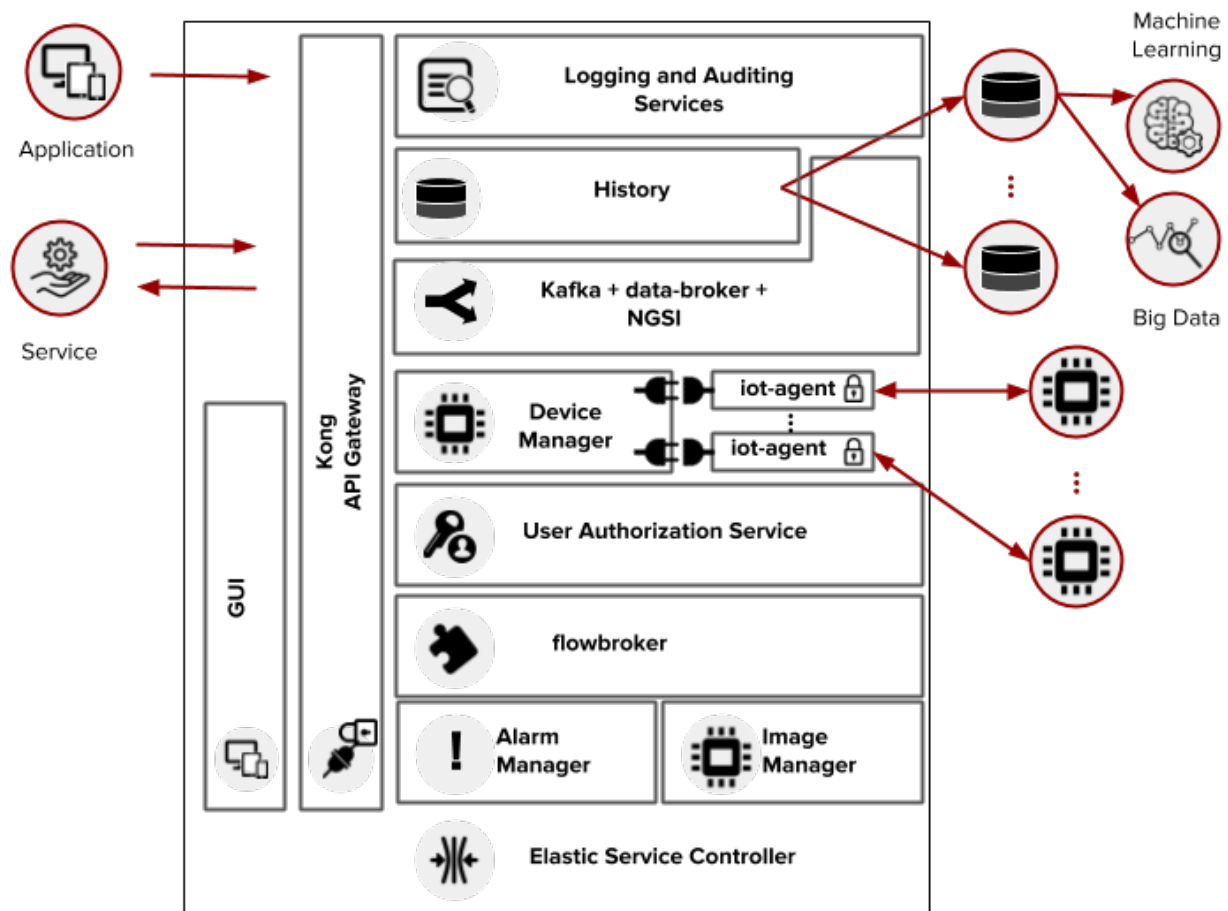 Machine
Learning
Application
Logging and Auditing
Services
History
Service
Kafka + data-broker +
NGSI
Big Data
Kong
API Gateway
GUI
Device
Manager
iot-agent
iot-agent
User Authorization Service
flowbroker
!
Alarm
Manager
Image
Manager
Elastic Service Controller